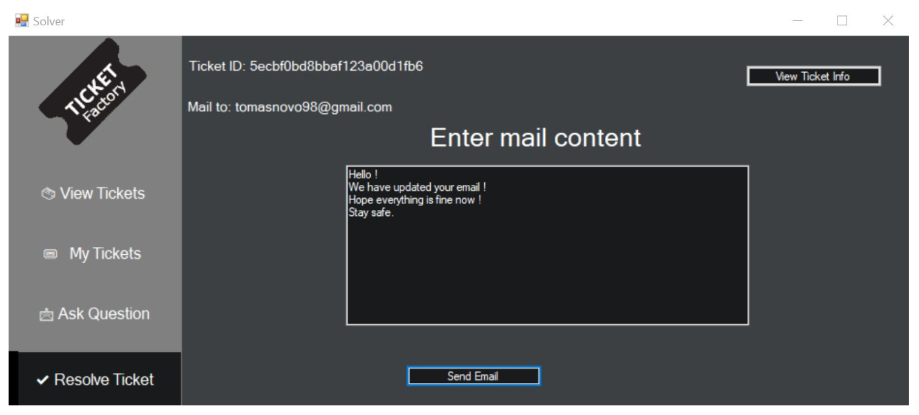 Solver
TICKET
Factory
Ticket ID: 5ecbf0bd8bbaf123a00d1fb6
View Ticket Info
Mail to: tomasnovo98@gmail.com
Enter mail content
Hello !
We have updated your email !
Hope everything is fine now !
Stay safe.
View Tickets
My Tickets
Ask Question
Resolve Ticket
Send Email